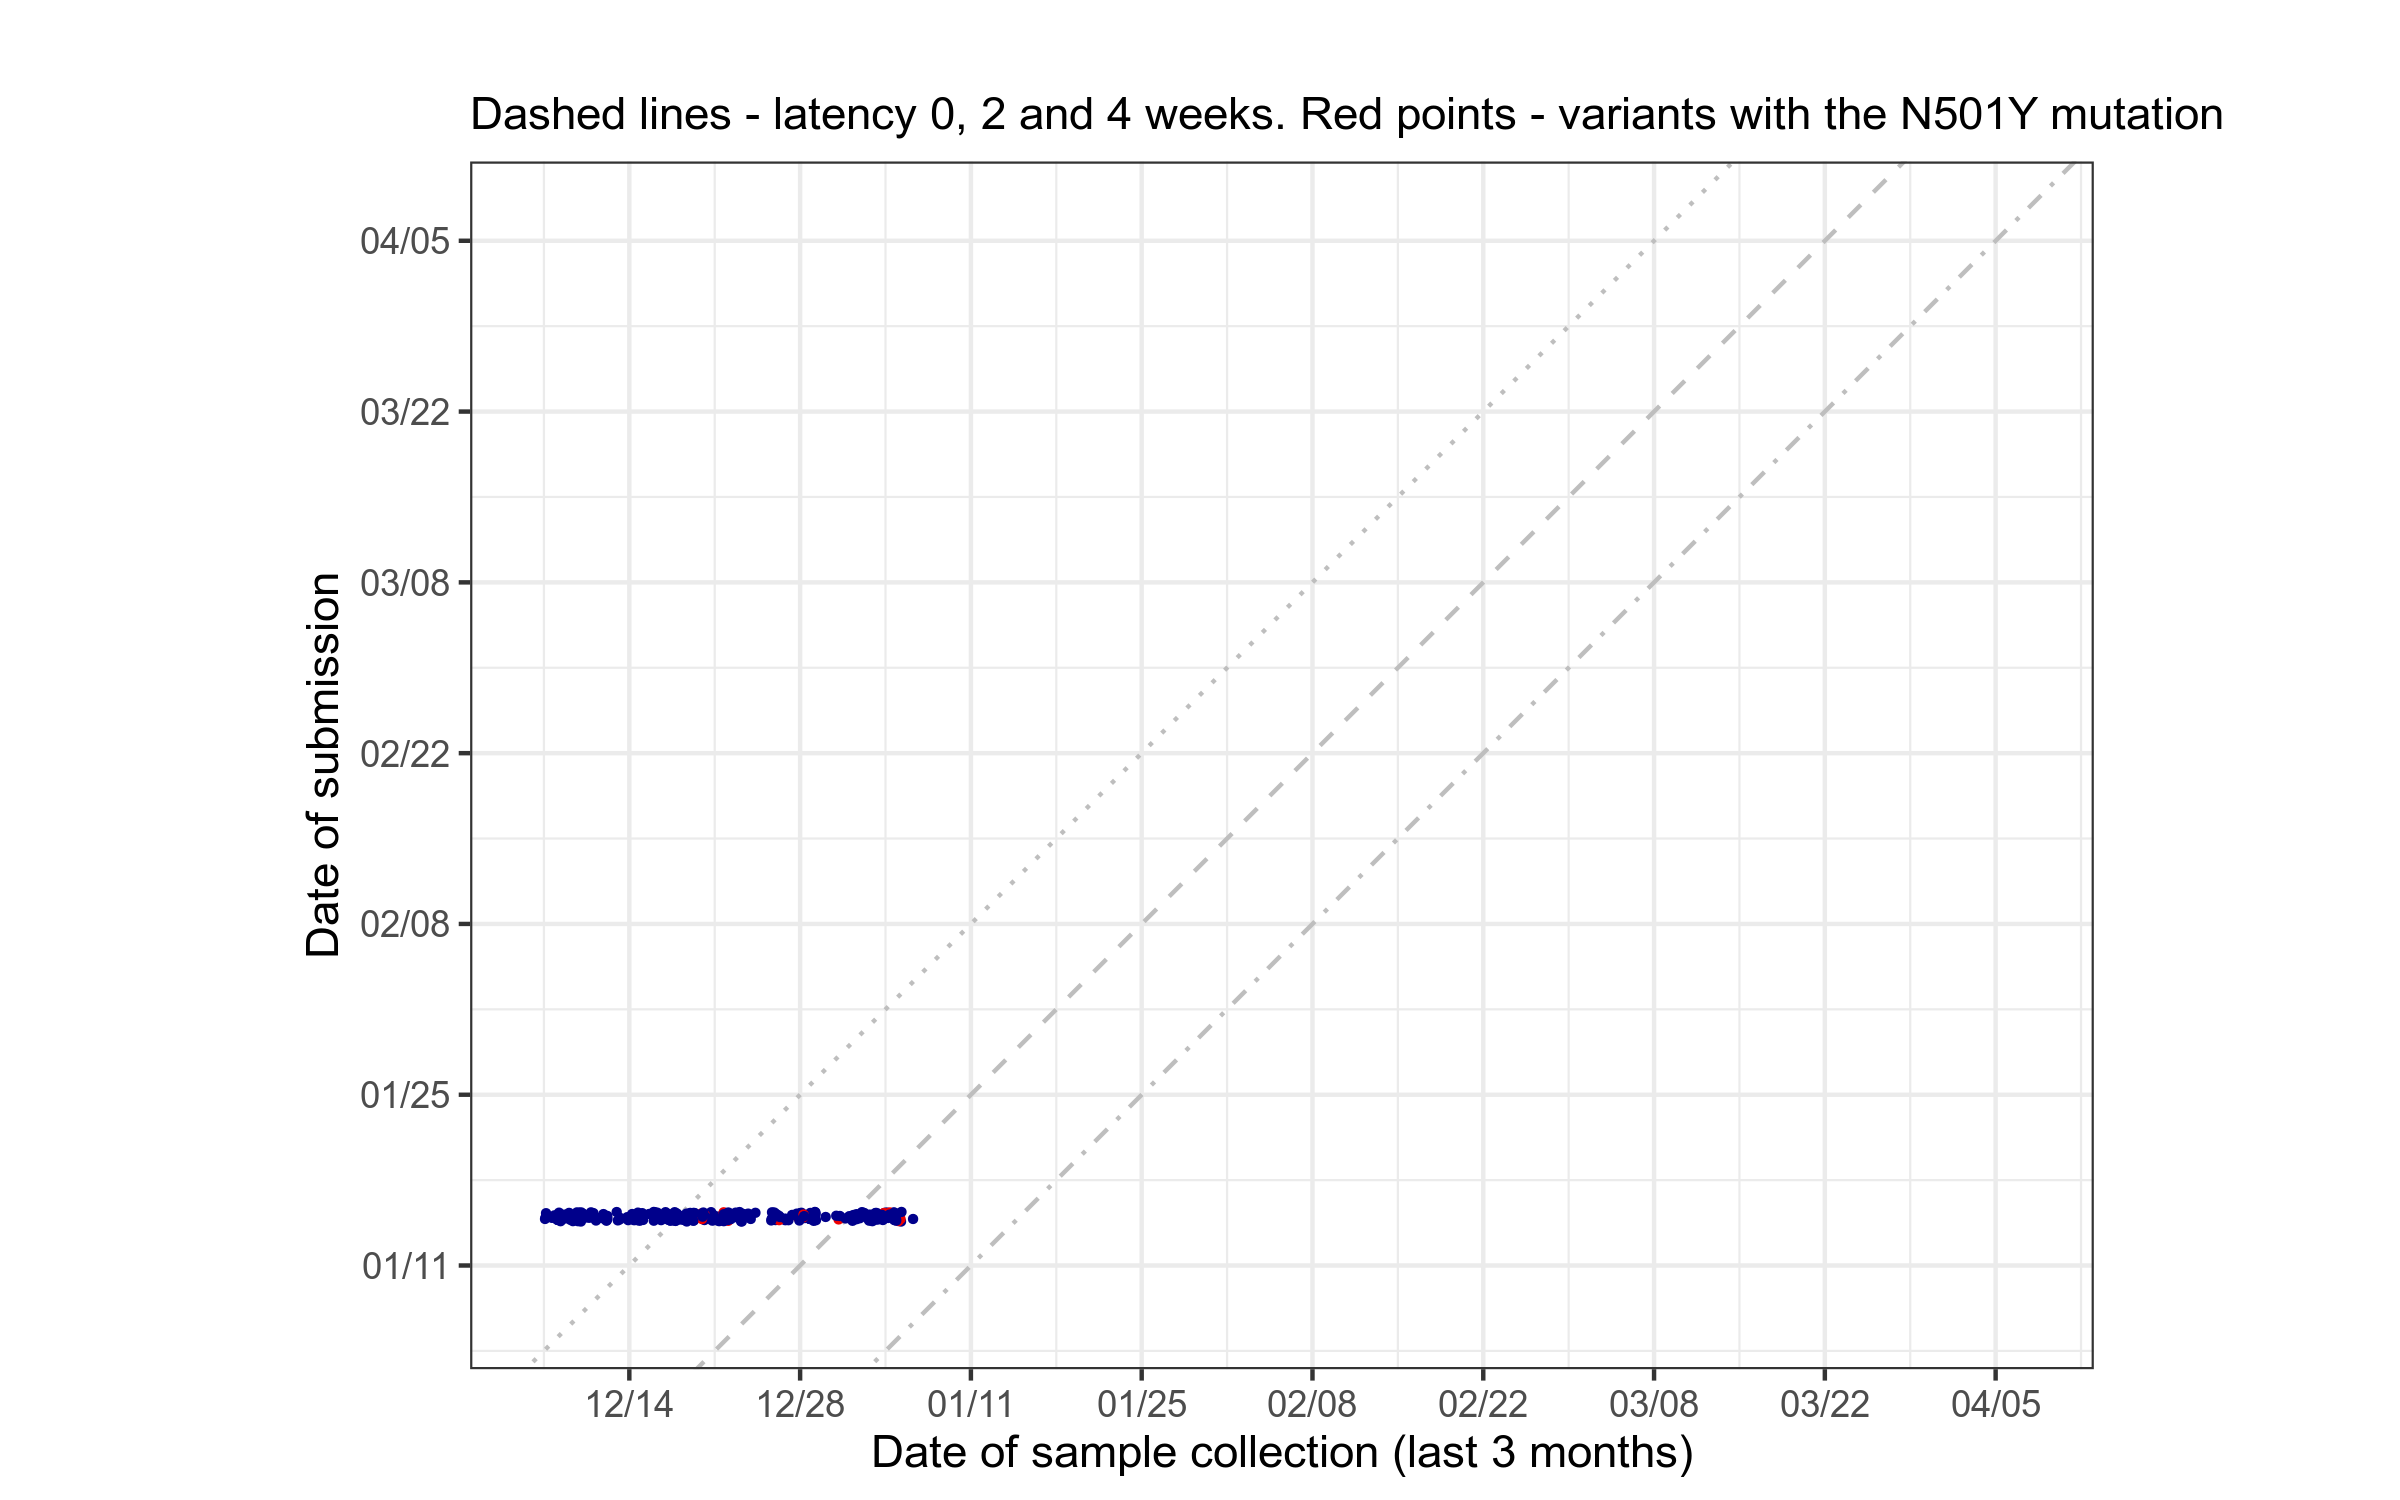 Dashed lines - latency 0, 2 and 4 weeks. Red points - variants with the N501Y mutation
Date of submission
04/05
03/22
03/08
02/22
02/08
01/25
01/11
12/14 12/28 01/11 01/25 02/08 02/22 03/08 03/22 04/05
Date of sample collection (last 3 months)